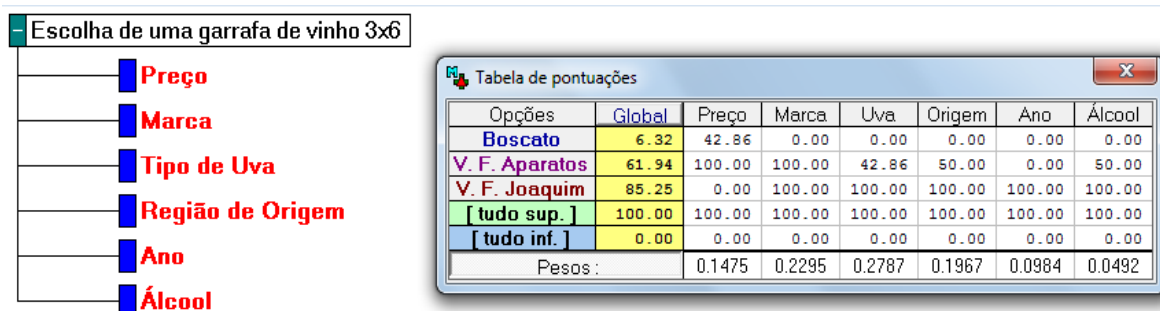 Escolha de uma garrafa de vinho 3x6
Preço
Marca
Tipo de Uva
Região de Origem
Ano
Álcool
Tabela de pontuações
Opções Global Preço Marca Uva Origem Ano Álcool
Boscato 6.32 42.86 0.00 0.00 0.00 0.00 0.00
V. F. Aparatos 61.94 100.00 100.00 42.86 50.00 0.00 50.00
V. F. Joaquim 85.25 0.00 100.00 100.00 100.00 100.00 100.00
[ tudo sup. ] 100.00 100.00 100.00 100.00 100.00 100.00 100.00
[ tudo inf. ] 0.00 0.00 0.00 0.00 0.00 0.00 0.00
Pesos : 0.1475 0.2295 0.2787 0.1967 0.0984 0.0492